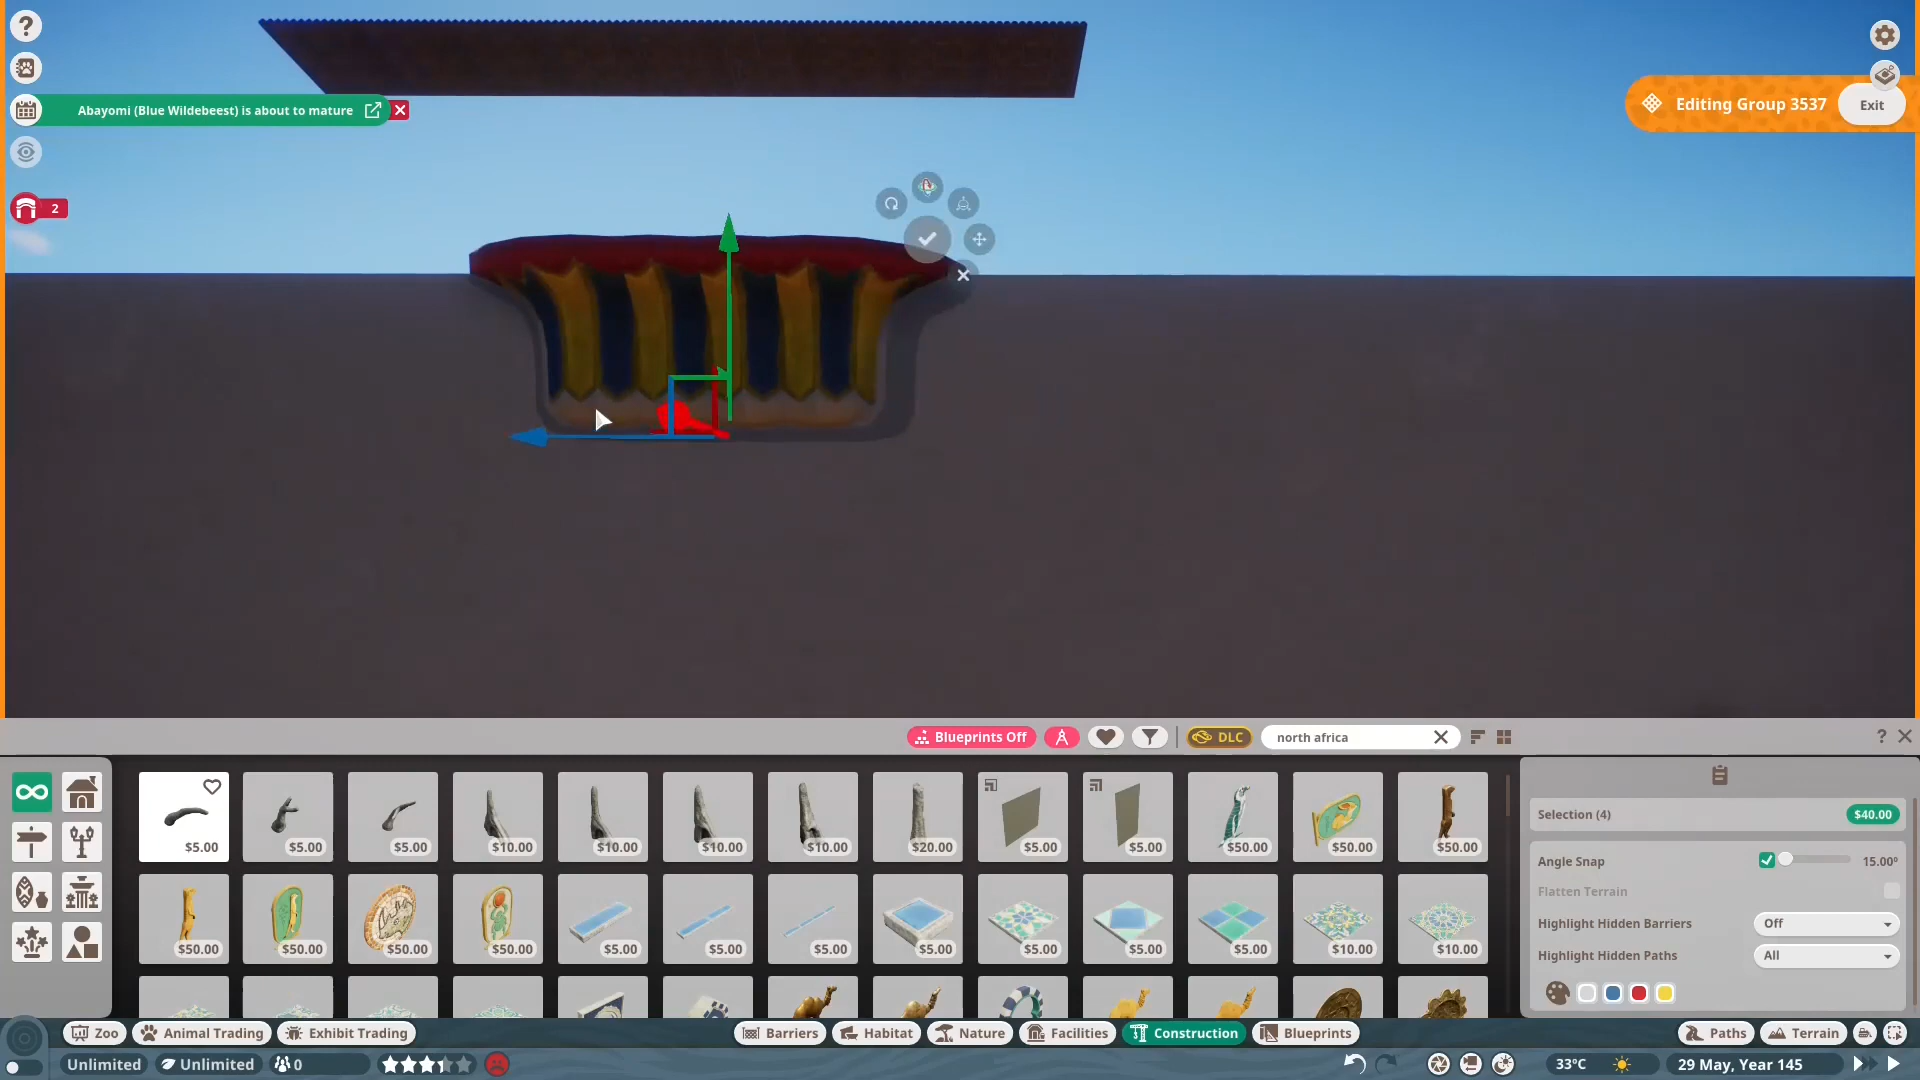 ?
Abayomi (Blue Wildebeest) is about to mature
Editing Group 3537
Exit
2
Blueprints Off
DLC
north africa
?
$5.00
$5.00
$5.00
$10.00
$10.00
$10.00
$10.00
$20.00
$5.00
$5.00
$50.00
$50.00
$50.00
$50.00
$50.00
$50.00
$50.00
$5.00
$5.00
$5.00
$5.00
$5.00
$5.00
$5.00
$10.00
$10.00
Selection (4)
$40.00
Angle Snap
15.00°
Flatten Terrain
Highlight Hidden Barriers
Off
Highlight Hidden Paths
All
Zoo
Animal Trading
Exhibit Trading
Barriers
Habitat
Nature
Facilities
Construction
Blueprints
Paths
Terrain
Unlimited
Unlimited
0
33°C
29 May, Year 145